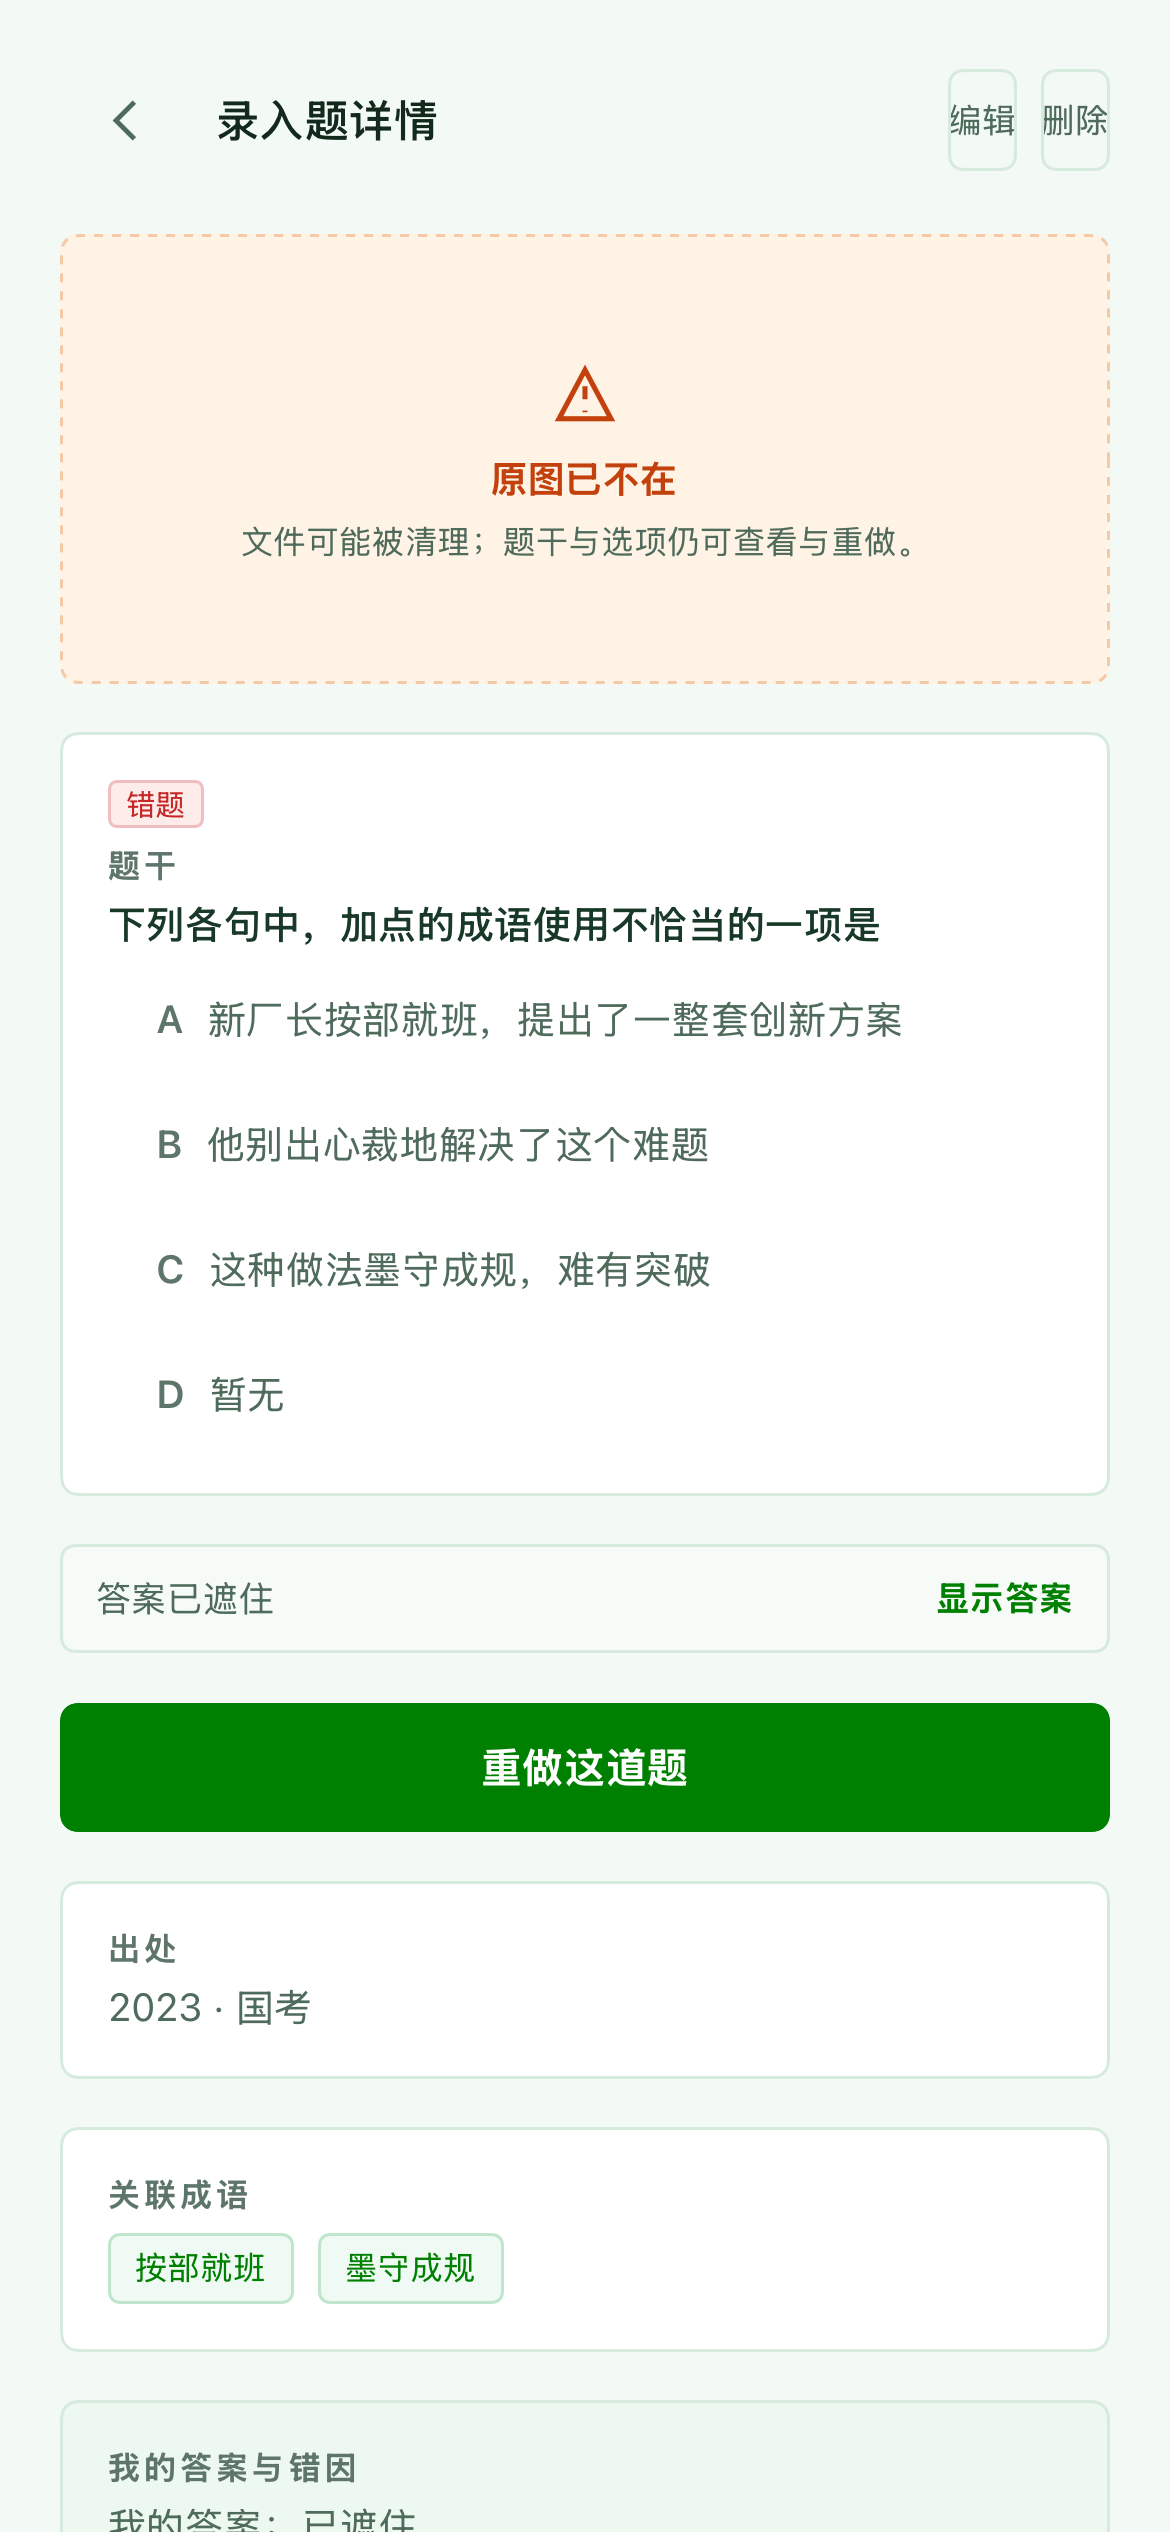 录入题详情
编辑
删除
原图已不在
文件可能被清理；题干与选项仍可查看与重做。
错题
题干
下列各句中，加点的成语使用不恰当的一项是
A 新厂长按部就班，提出了一整套创新方案
B 他别出心裁地解决了这个难题
C 这种做法墨守成规，难有突破
D 暂无
答案已遮住
显示答案
重做这道题
出处
2023 · 国考
关联成语
按部就班
墨守成规
我的答案与错因
我的答案：已遮住